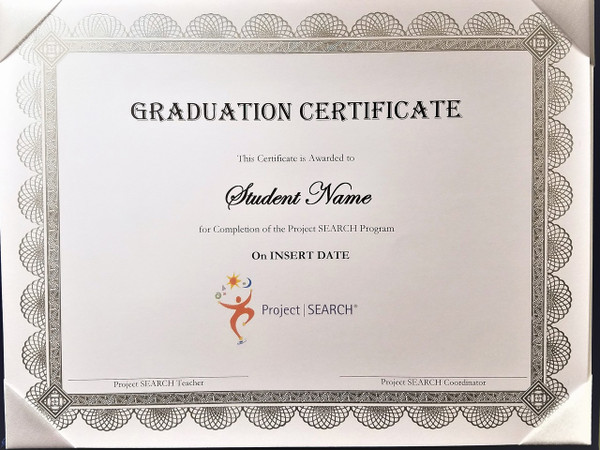 GRADUATION CERTIFICATE
This Certificate is Awarded to
Student Name
for Completion of the Project SEARCH Program
On INSERT DATE
Project | SEARCH®
Project SEARCH Teacher
Project SEARCH Coordinator